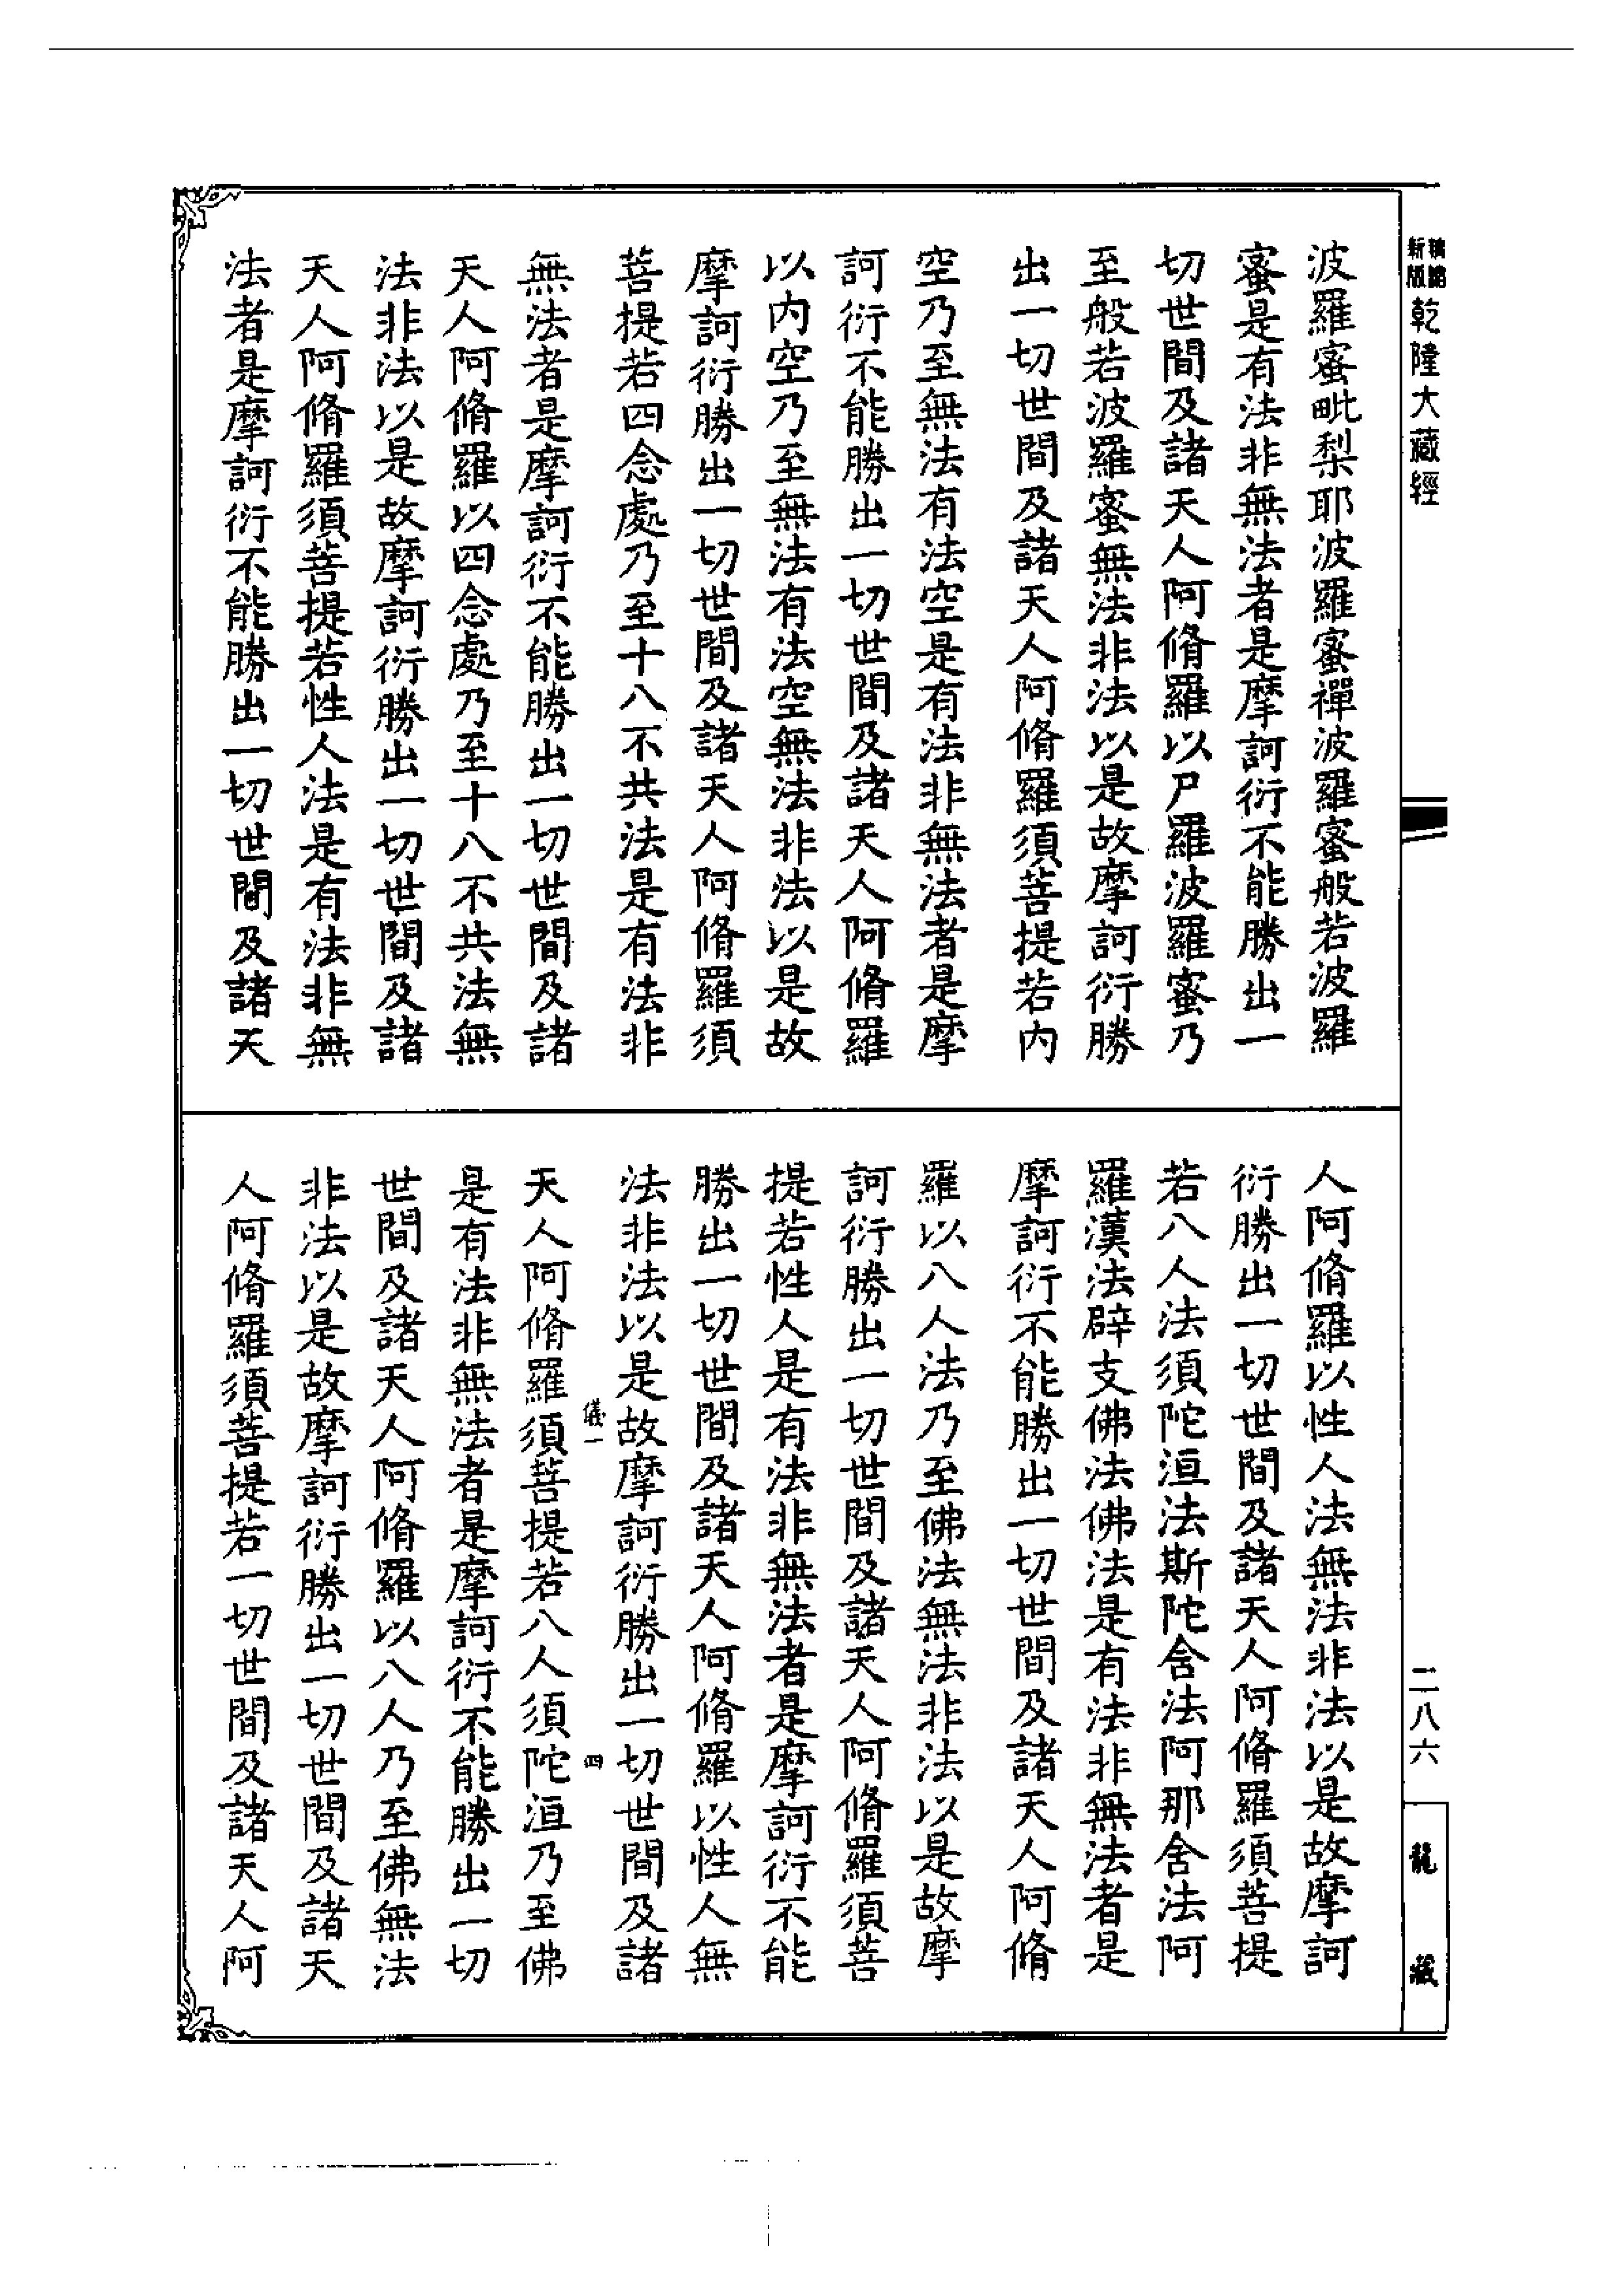 新版
乾隆大藏經
波羅蜜毗梨耶波羅蜜禪波羅蜜般若波羅
蜜是有法非無法者是摩訶衍不能勝出一
切世間及諸天人阿脩羅以尸羅波羅蜜乃
至般若波羅蜜無法非法以是故摩訶衍勝
出一切世間及諸天人阿脩羅須菩提若內
空乃至無法有法空是有法非無法者是摩
訶衍不能勝出一切世間及諸天人阿脩羅
以內空乃至無法有法空無法非法以是故
摩訶衍勝出一切世間及諸天人阿脩羅須
菩提若四念處乃至十八不共法是有法非
無法者是摩訶衍不能勝出一切世間及諸
天人阿脩羅以四念處乃至十八不共法無
法非法以是故摩訶衍勝出一切世間及諸
天人阿脩羅須菩提若性人法是有法非無
法者是摩訶衍不能勝出一切世間及諸天
人阿脩羅以性人法無法非法以是故摩訶
衍勝出一切世間及諸天人阿脩羅須菩提
若八人法須陀洹法斯陀含法阿那含法阿
羅漢法辟支佛法佛法是有法非無法者是
摩訶衍不能勝出一切世間及諸天人阿脩
羅以八人法乃至佛法無法非法以是故摩
訶衍勝出一切世間及諸天人阿脩羅須菩
提若性人是有法非無法者是摩訶衍不能
勝出一切世間及諸天人阿脩羅以性人無
法非法以是故摩訶衍勝出一切世間及諸
儀一 四
天人阿脩羅須菩提若八人須陀洹乃至佛
是有法非無法者是摩訶衍不能勝出一切
世間及諸天人阿脩羅以八人乃至佛無法
非法以是故摩訶衍勝出一切世間及諸天
人阿脩羅須菩提若一切世間及諸天人阿
二八六
龍藏